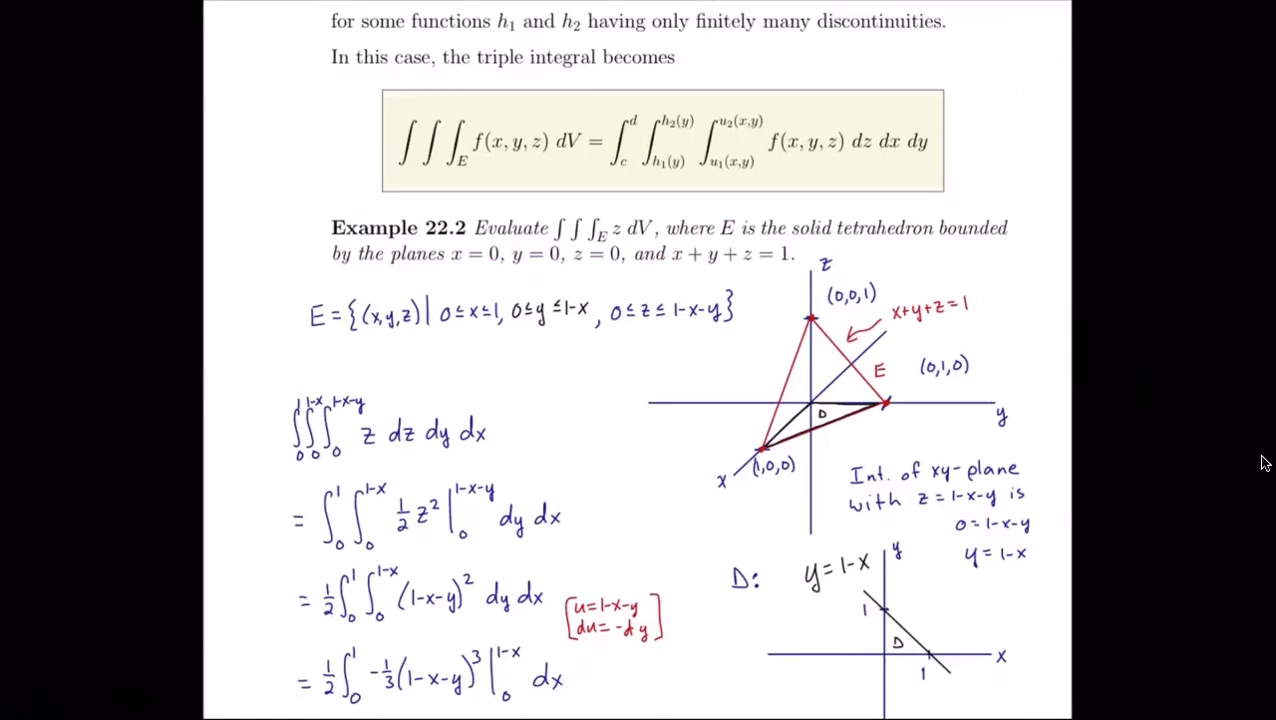 for some functions h₁ and h₂ having only finitely many discontinuities.
In this case, the triple integral becomes
∫∫∫_E f(x, y, z) dV = ∫_c^d ∫_{h₁(y)}^{h₂(y)} ∫_{u₁(x,y)}^{u₂(x,y)} f(x, y, z) dz dx dy
Example 22.2 Evaluate ∫∫∫_E z dV, where E is the solid tetrahedron bounded
by the planes x = 0, y = 0, z = 0, and x + y + z = 1.
E = {(x,y,z) | 0≤x≤1, 0≤y≤1-x, 0≤z≤1-x-y}
z
(0,0,1)
x+y+z=1
E
(0,1,0)
D
y
(1,0,0)
x
∫_0^1 ∫_0^{1-x} ∫_0^{1-x-y} z dz dy dx
= ∫_0^1 ∫_0^{1-x} 1/2 z² |_0^{1-x-y} dy dx
= 1/2 ∫_0^1 ∫_0^{1-x} (1-x-y)² dy dx
[u=1-x-y
du=-dy]
= 1/2 ∫_0^1 -1/3 (1-x-y)³ |_0^{1-x} dx
Int. of xy-plane
with z=1-x-y is
0=1-x-y
y=1-x
D:
y=1-x
y
1
D
x
1